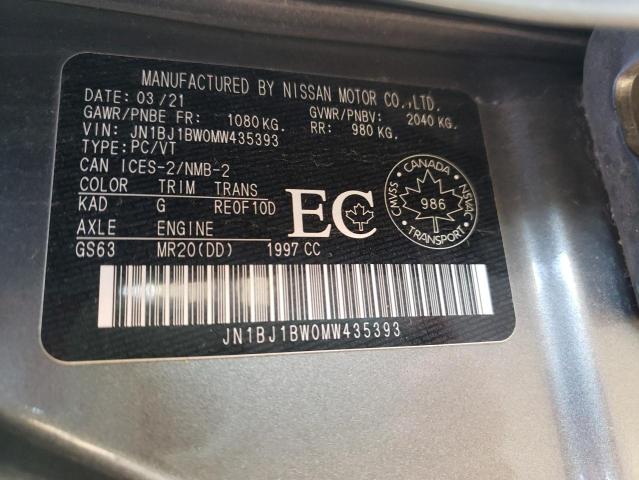 MANUFACTURED BY NISSAN MOTOR CO.,LTD.
DATE: 03/21
GAWR/PNBE FR: 1080 KG. GVWR/PNBV: 2040 KG.
VIN: JN1BJ1BW0MW435393 RR: 980 KG.
TYPE: PC/VT
CAN ICES-2/NMB-2
COLOR TRIM TRANS
KAD G RE0F10D
AXLE ENGINE
GS63 MR20(DD) 1997 CC
EC
CANADA
CMVSS NSVAC
986
TRANSPORT
JN1BJ1BW0MW435393